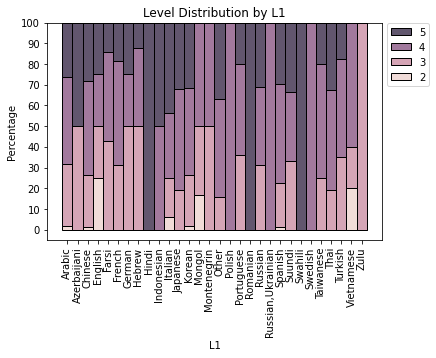 Level Distribution by L1
100
90
80
70
60
50
40
30
20
10
0
Percentage
5
4
3
2
Arabic
Azerbaijani
Chinese
English
Farsi
French
German
Hebrew
Hindi
Indonesian
Italian
Japanese
Korean
Mongol
Montenegrin
Other
Polish
Portuguese
Romanian
Russian
Russian,Ukrainian
Spanish
Suundi
Swahili
Swedish
Taiwanese
Thai
Turkish
Vietnamese
Zulu
L1